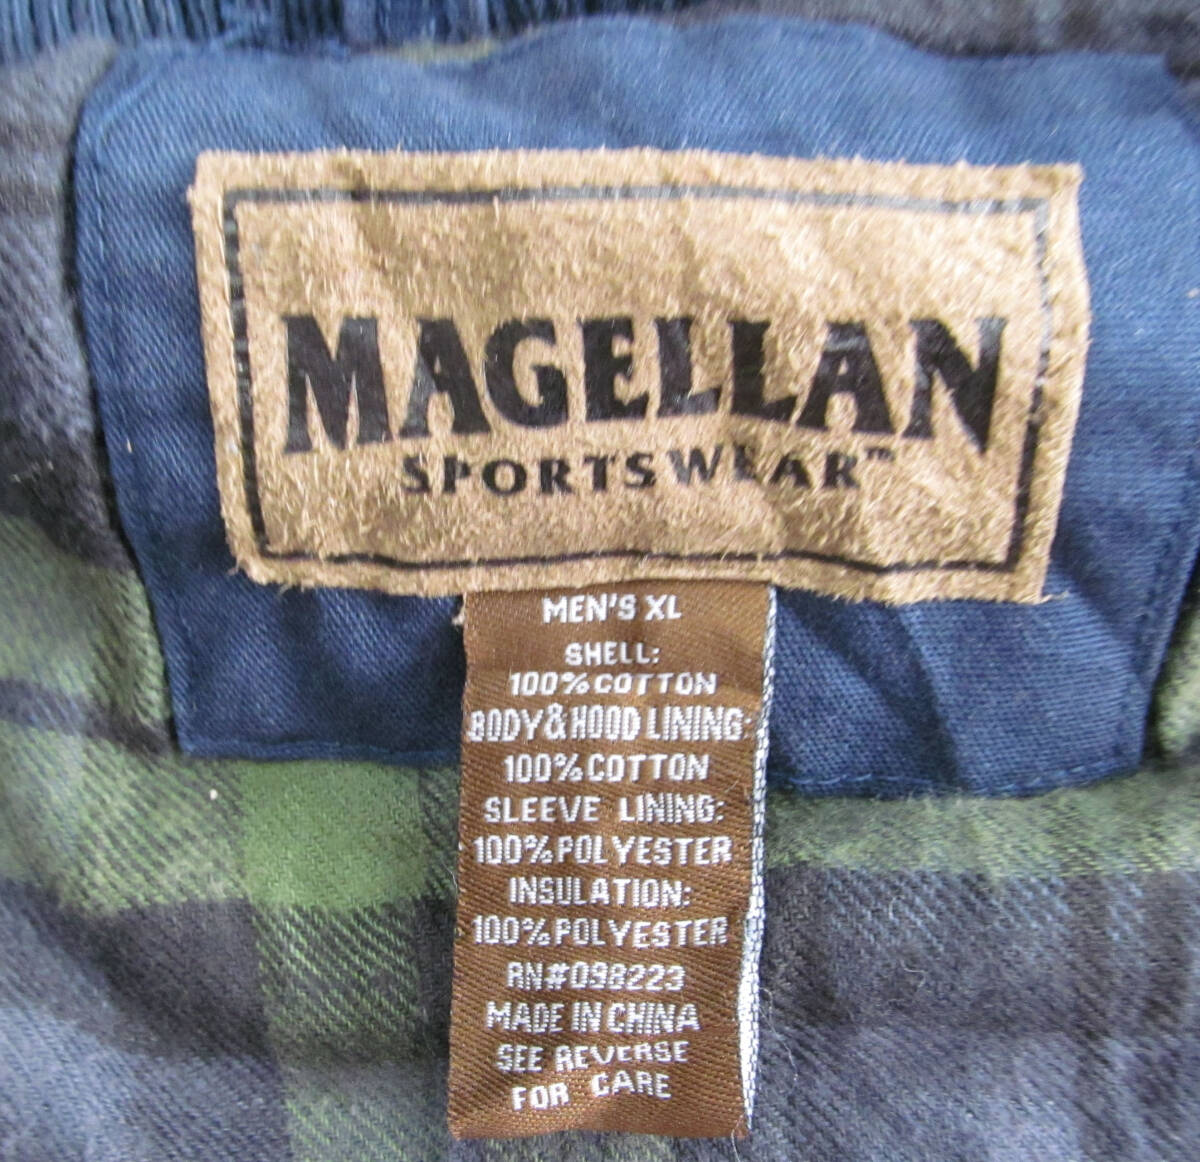 MAGELLAN
SPORTSWEAR™
MEN'S XL
SHELL:
100% COTTON
BODY & HOOD LINING:
100% COTTON
SLEEVE LINING:
100% POLYESTER
INSULATION:
100% POLYESTER
RN#098223
MADE IN CHINA
SEE REVERSE
FOR CARE